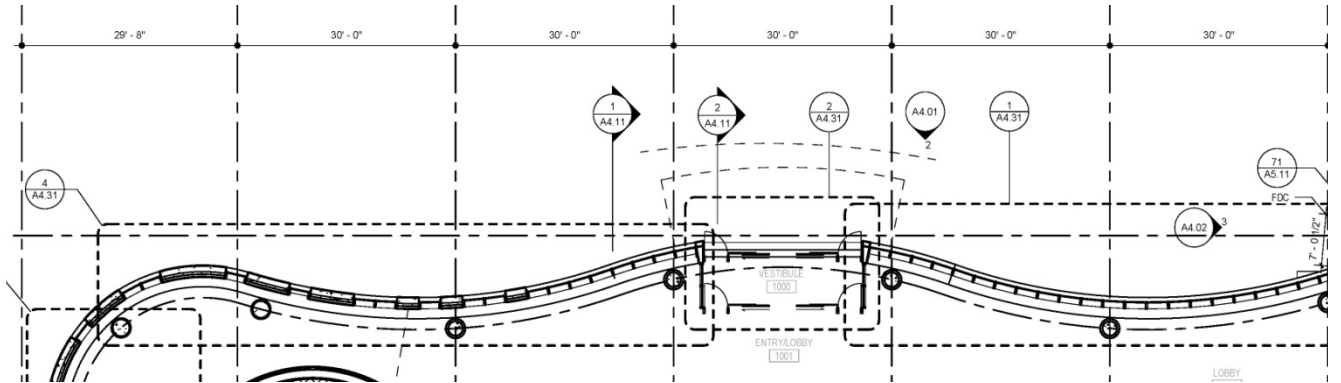 29' - 8"
30' - 0"
30' - 0"
30' - 0"
30' - 0"
30' - 0"
1
A4.11
2
A4.11
2
A4.31
A4.01
2
1
A4.31
71
A5.11
FDC
4
A4.31
A4.02
3
7' - 0 1/2"
VESTIBULE
1000
ENTRY/LOBBY
1001
LOBBY